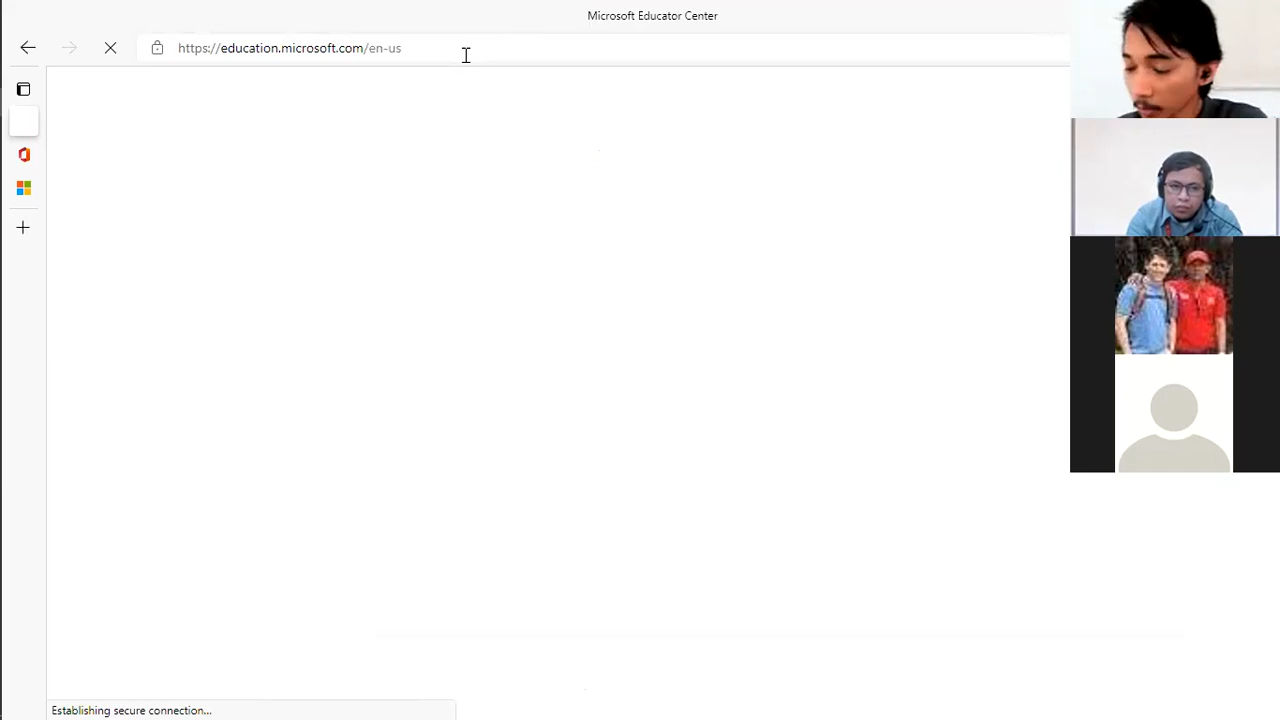 Microsoft Educator Center
https://education.microsoft.com/en-us
Establishing secure connection...